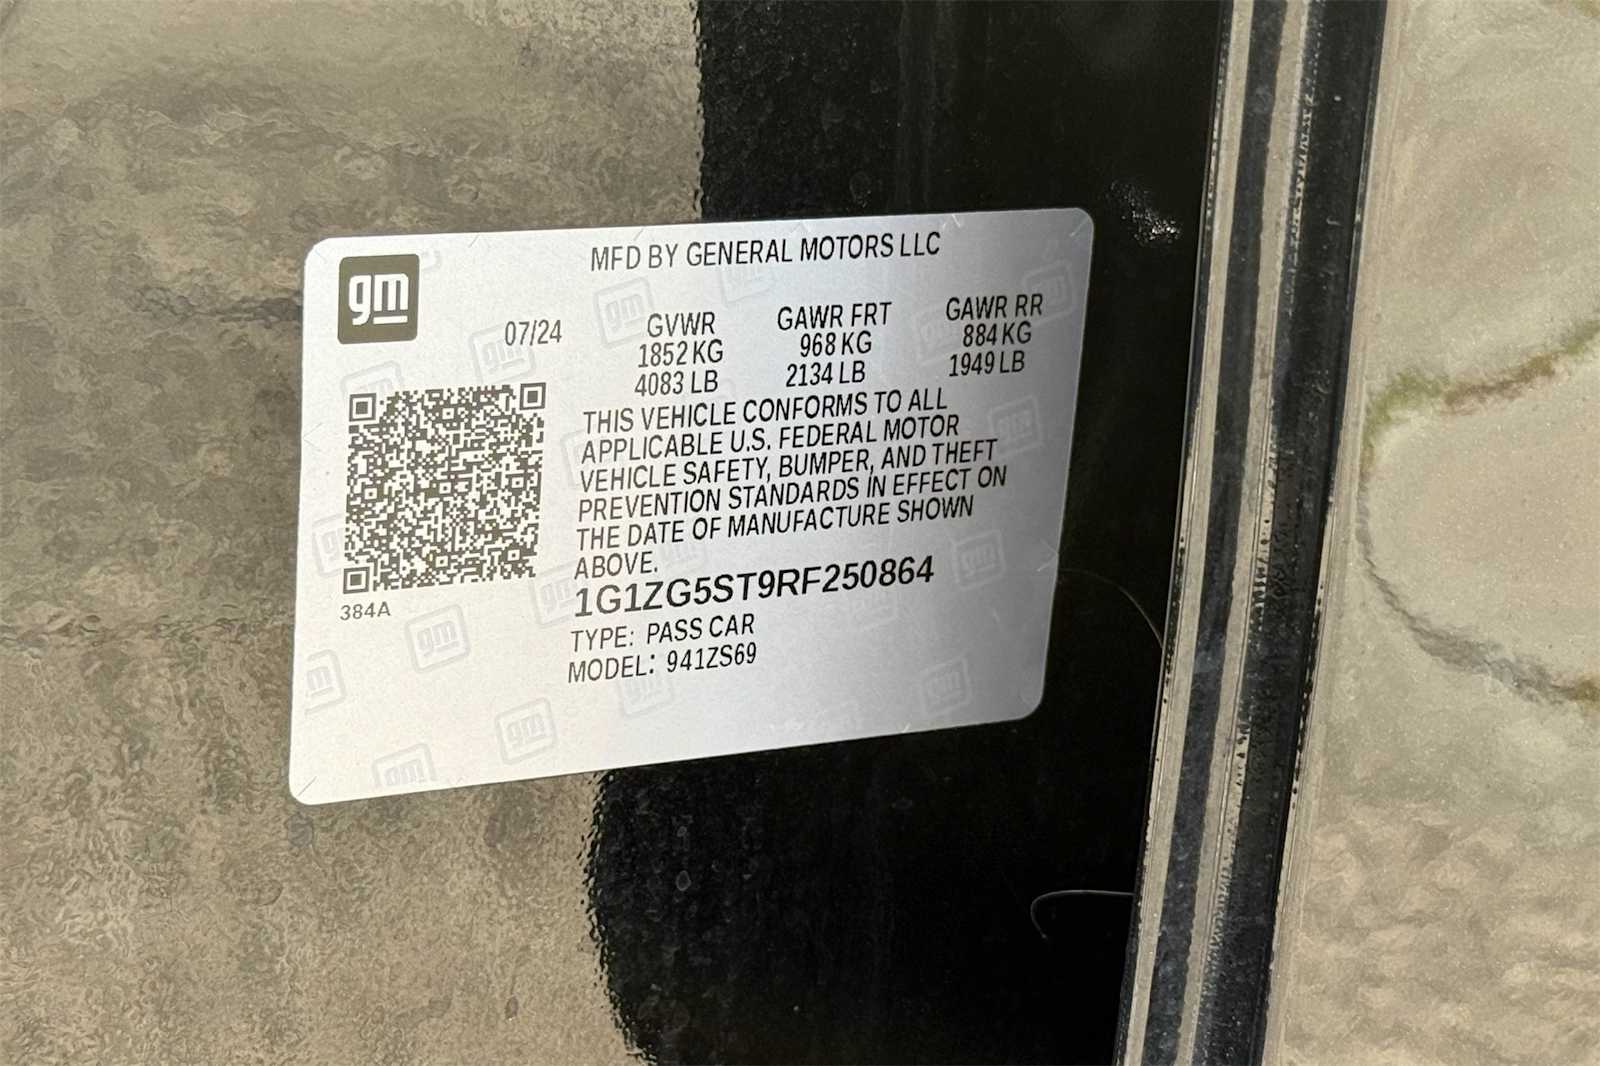 gm
MFD BY GENERAL MOTORS LLC
07/24
GVWR GAWR FRT GAWR RR
1852 KG 968 KG 884 KG
4083 LB 2134 LB 1949 LB
THIS VEHICLE CONFORMS TO ALL
APPLICABLE U.S. FEDERAL MOTOR
VEHICLE SAFETY, BUMPER, AND THEFT
PREVENTION STANDARDS IN EFFECT ON
THE DATE OF MANUFACTURE SHOWN
ABOVE.
1G1ZG5ST9RF250864
384A
TYPE: PASS CAR
MODEL: 941ZS69